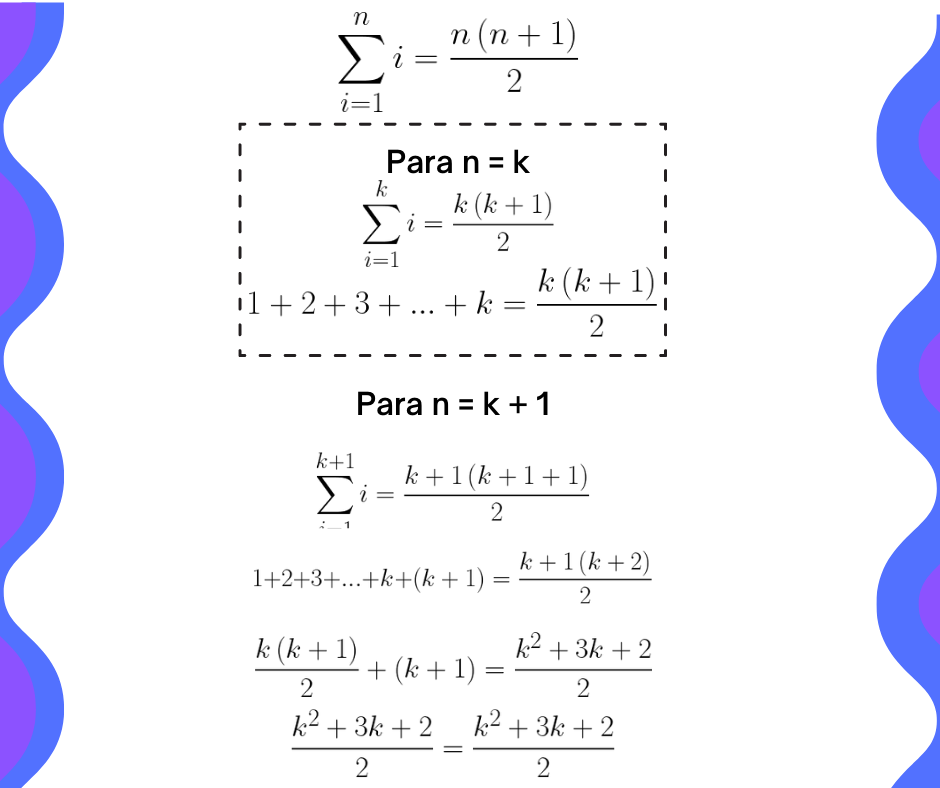 $$\sum_{i=1}^{n} i = \frac{n\,(n+1)}{2}$$
Para n = k
$$\sum_{i=1}^{k} i = \frac{k\,(k+1)}{2}$$
$$1+2+3+...+k = \frac{k\,(k+1)}{2}$$
Para n = k + 1
$$\sum_{i=1}^{k+1} i = \frac{k+1\,(k+1+1)}{2}$$
$$1+2+3+...+k+(k+1) = \frac{k+1\,(k+2)}{2}$$
$$\frac{k\,(k+1)}{2} + (k+1) = \frac{k^2+3k+2}{2}$$
$$\frac{k^2+3k+2}{2} = \frac{k^2+3k+2}{2}$$